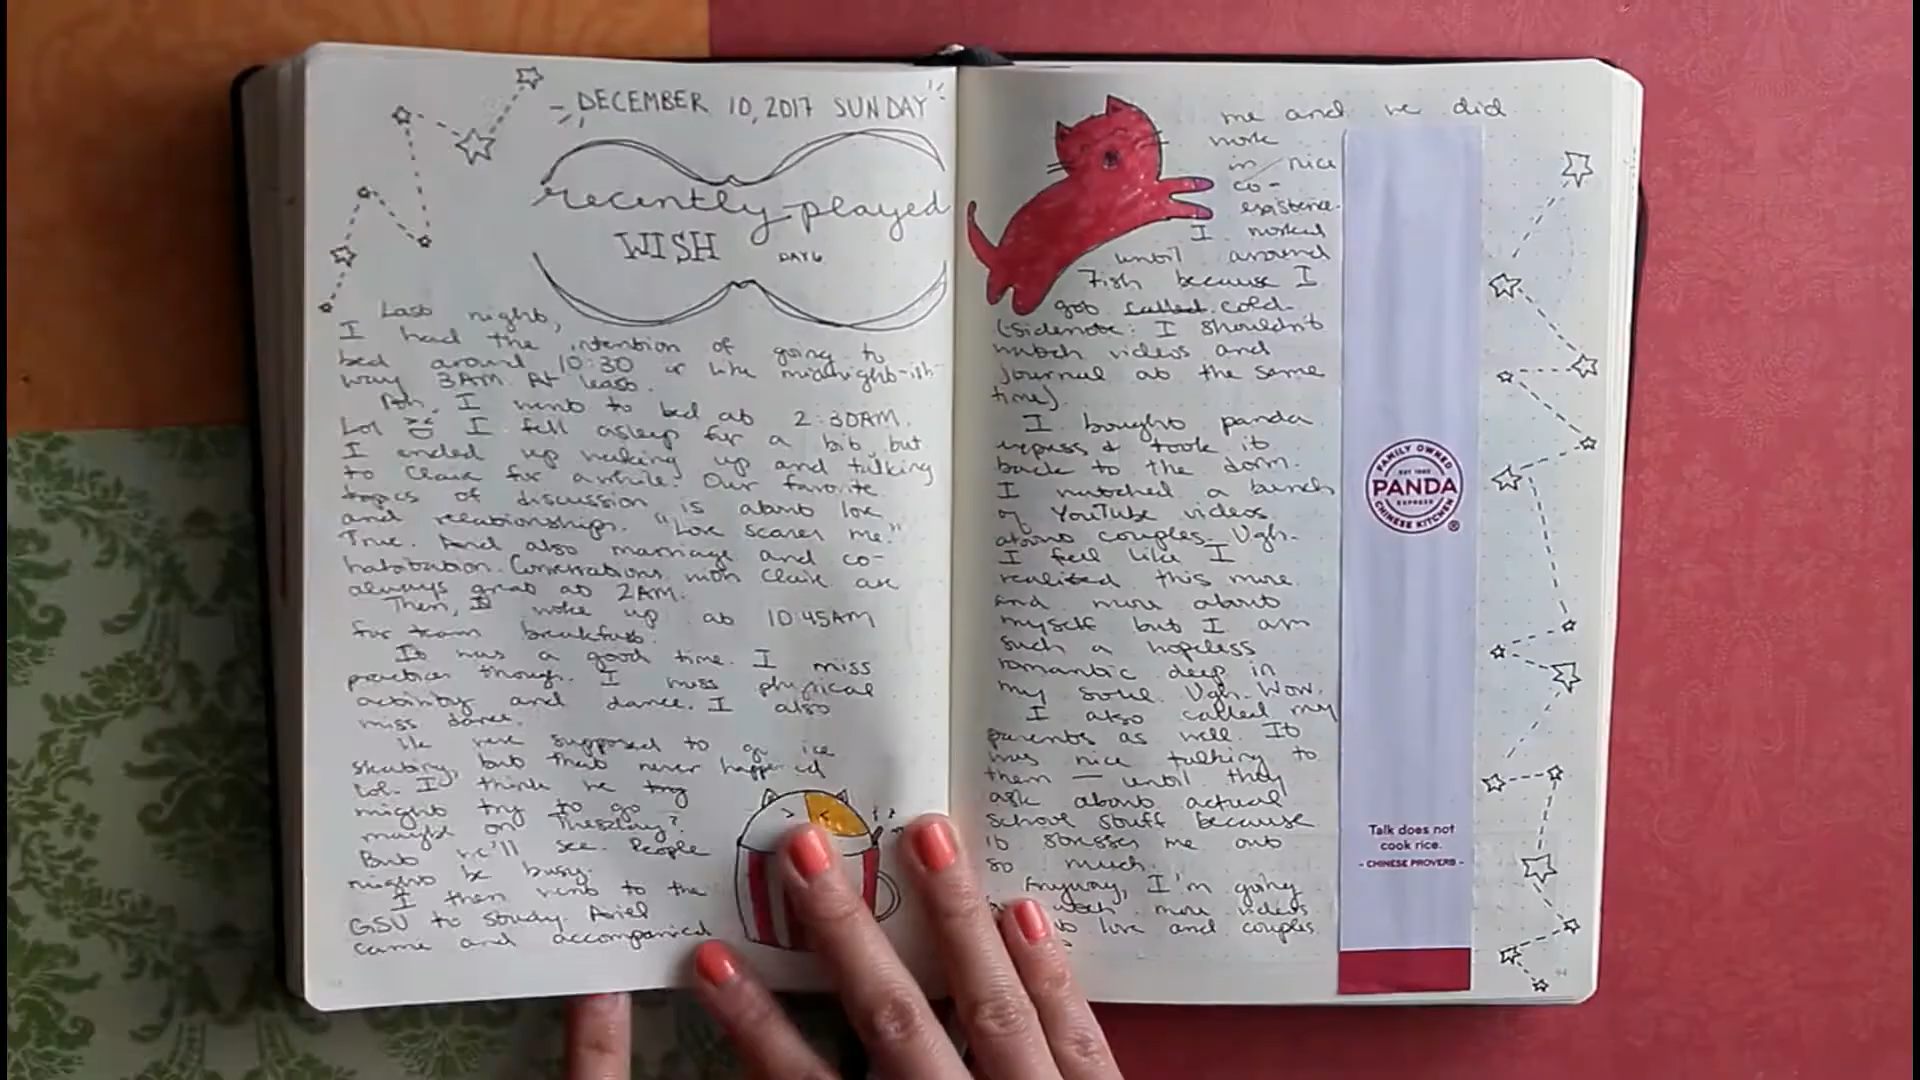 DECEMBER 10, 2017 SUNDAY
recently played
WISH DAY6
Last night,
I had the intention of going to
bed around 10:30 or like midnight-ish-
way 3AM. At least.
I went to bed at 2:30AM.
Lol I fell asleep for a bit, but
I ended up waking up and talking
to Claire for awhile. Our favorite
topics of discussion is about love
and relationships. "Love scares me."
True. And also marriage and co-
habitation. Conversations with Claire are
always great at 2AM.
Then, I woke up at 10:45AM
for team breakfast.
It was a good time. I miss
practice though. I miss physical
activity and dance. I also
miss dance.
We were supposed to go ice
skating, but that never happened
lol. I think we try
might try to go
maybe on Thesday?
But we'll see. People
might be busy.
I then went to the
GSU to study. Ariel
came and accompanied
me and we did
work
in nice
co-
existence.
I worked
until around
7ish because I
got called cold.
(Sidenote: I shouldn't
watch videos and
journal at the same
time).
I bought panda
express & took it
back to the dorm.
I watched a bunch
of YouTube videos
about couples. Ugh.
I feel like I
realized this more
and more about
myself but I am
such a hopeless
romantic deep in
my soul. Ugh. Wow.
I also called my
parents as well. It
was nice talking to
them — until they
ask about actual
school stuff because
it stresses me out
so much.
Anyway, I'm going
watch more videos
love and couples
FAMILY OWNED
EST 1983
PANDA
EXPRESS
CHINESE KITCHEN
®
Talk does not
cook rice.
- CHINESE PROVERB -
94